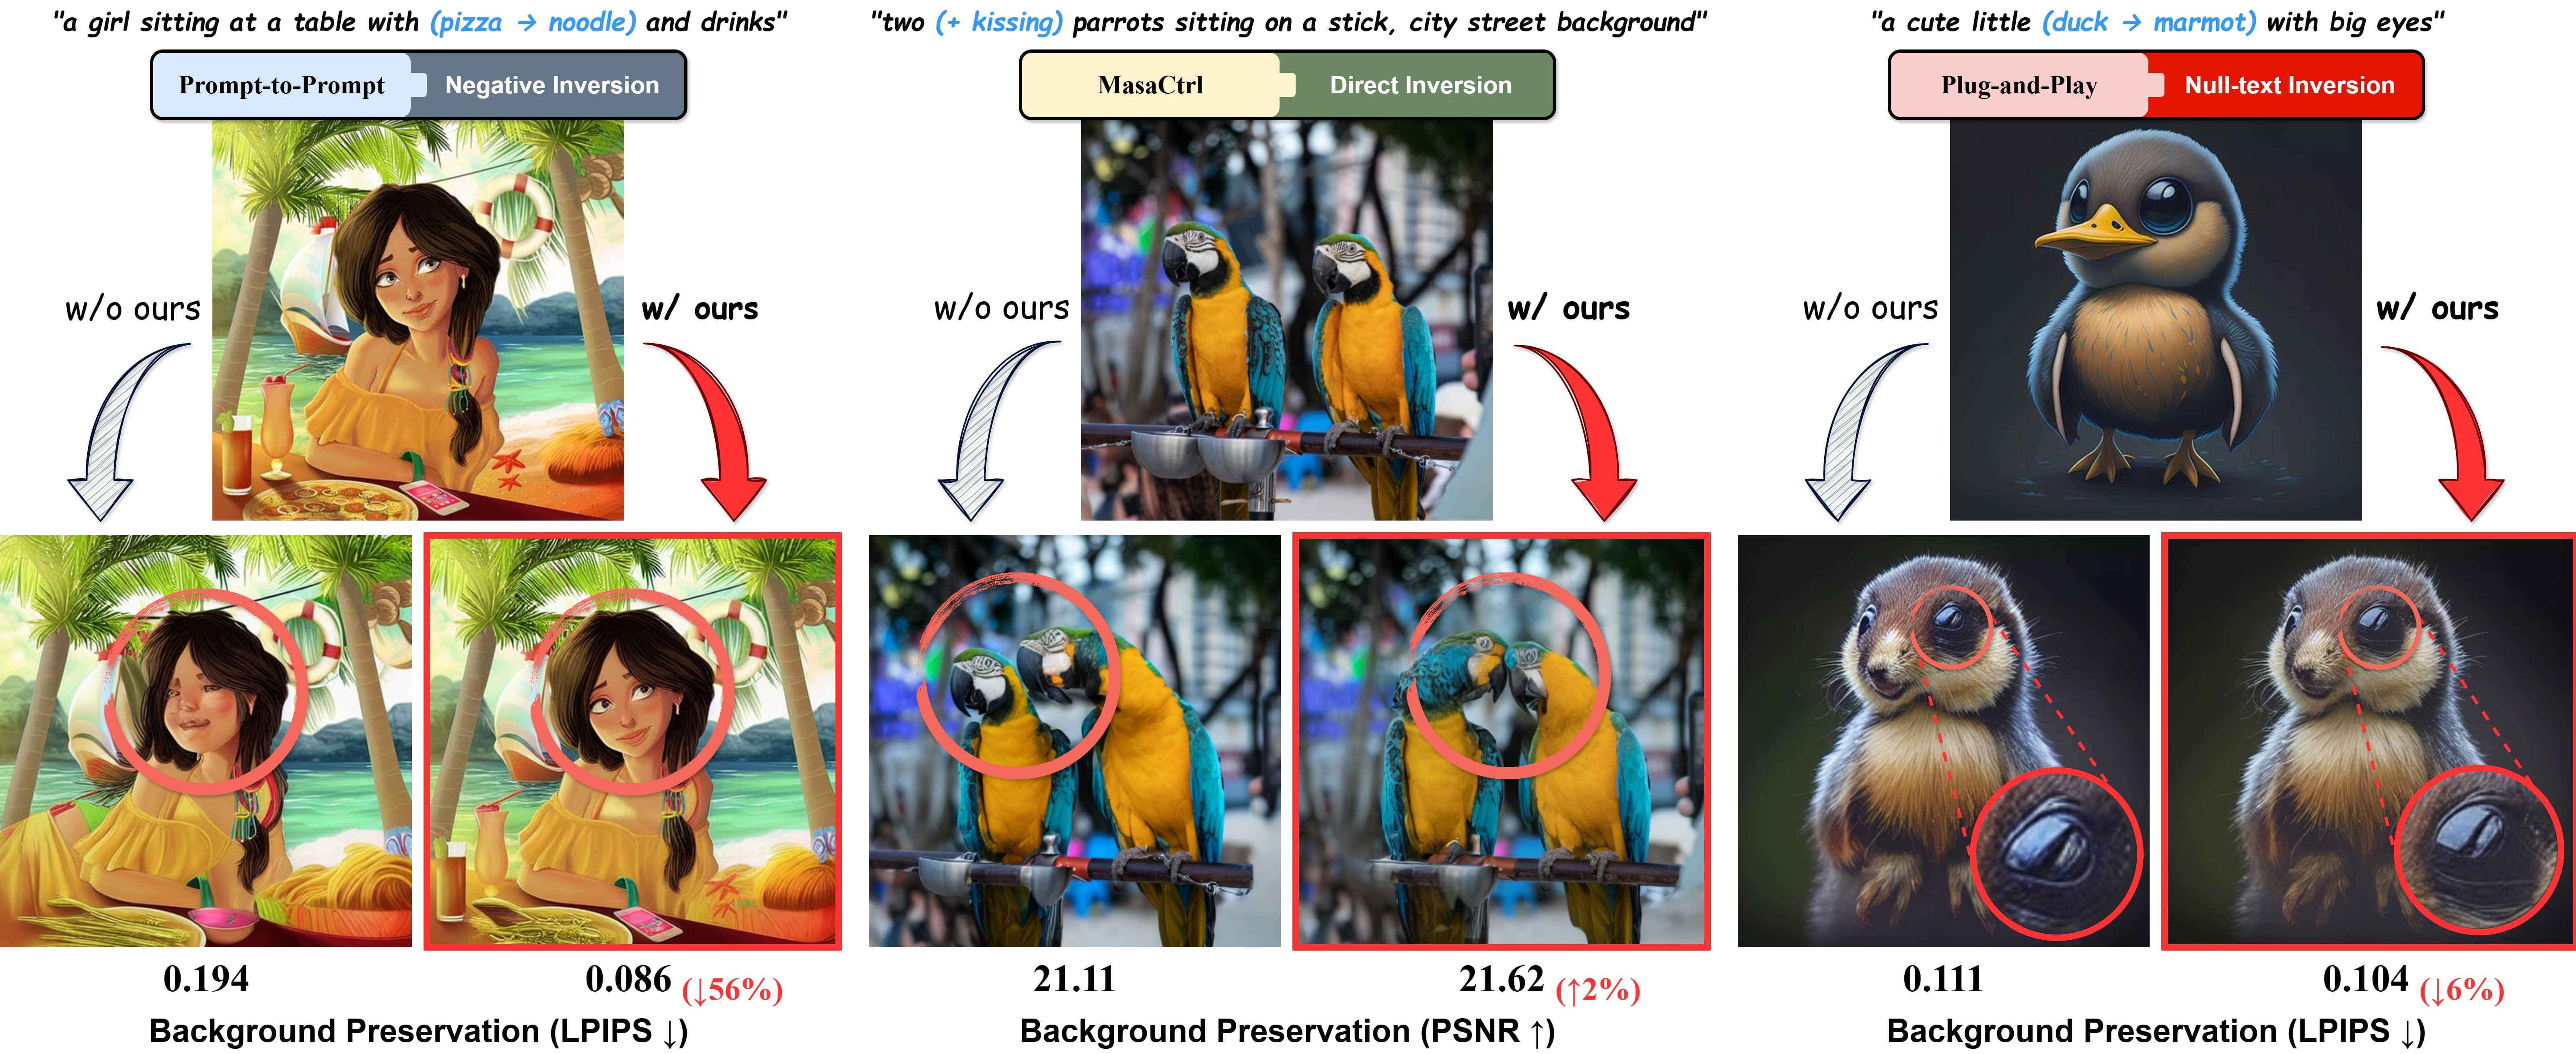 "a girl sitting at a table with (pizza → noodle) and drinks"
Prompt-to-Prompt Negative Inversion
w/o ours
w/ ours
0.194
0.086 (↓56%)
Background Preservation (LPIPS ↓)
"two (+ kissing) parrots sitting on a stick, city street background"
MasaCtrl Direct Inversion
w/o ours
w/ ours
21.11
21.62 (↑2%)
Background Preservation (PSNR ↑)
"a cute little (duck → marmot) with big eyes"
Plug-and-Play Null-text Inversion
w/o ours
w/ ours
0.111
0.104 (↓6%)
Background Preservation (LPIPS ↓)